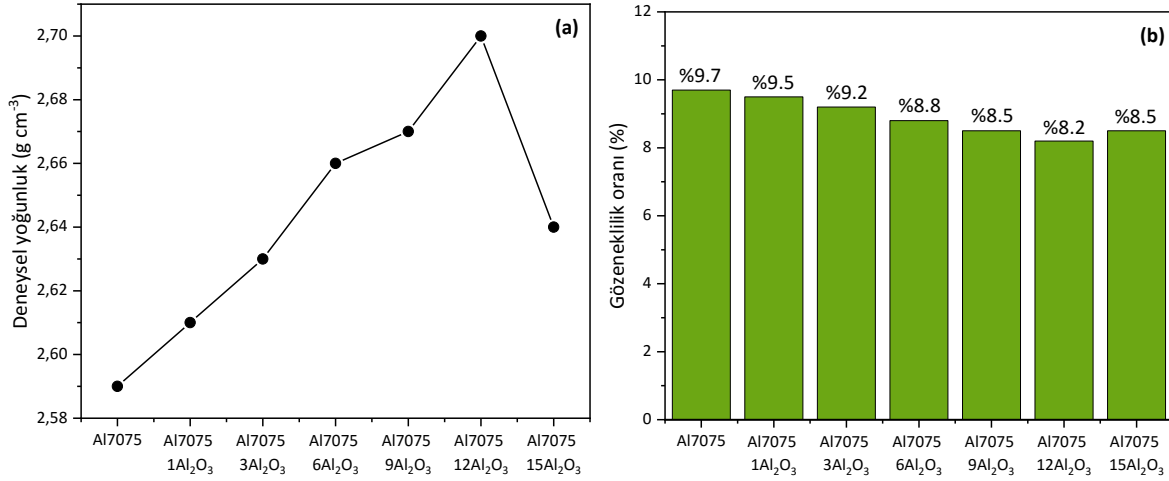 (a)
Deneysel yoğunluk (g cm⁻³)
2,70
2,68
2,66
2,64
2,62
2,60
2,58
Al7075 Al7075 Al7075 Al7075 Al7075 Al7075 Al7075
1Al₂O₃ 3Al₂O₃ 6Al₂O₃ 9Al₂O₃ 12Al₂O₃ 15Al₂O₃
(b)
Gözeneklilik oranı (%)
12
10
8
6
4
2
0
%9.7 %9.5 %9.2 %8.8 %8.5 %8.2 %8.5
Al7075 Al7075 Al7075 Al7075 Al7075 Al7075 Al7075
1Al₂O₃ 3Al₂O₃ 6Al₂O₃ 9Al₂O₃ 12Al₂O₃ 15Al₂O₃